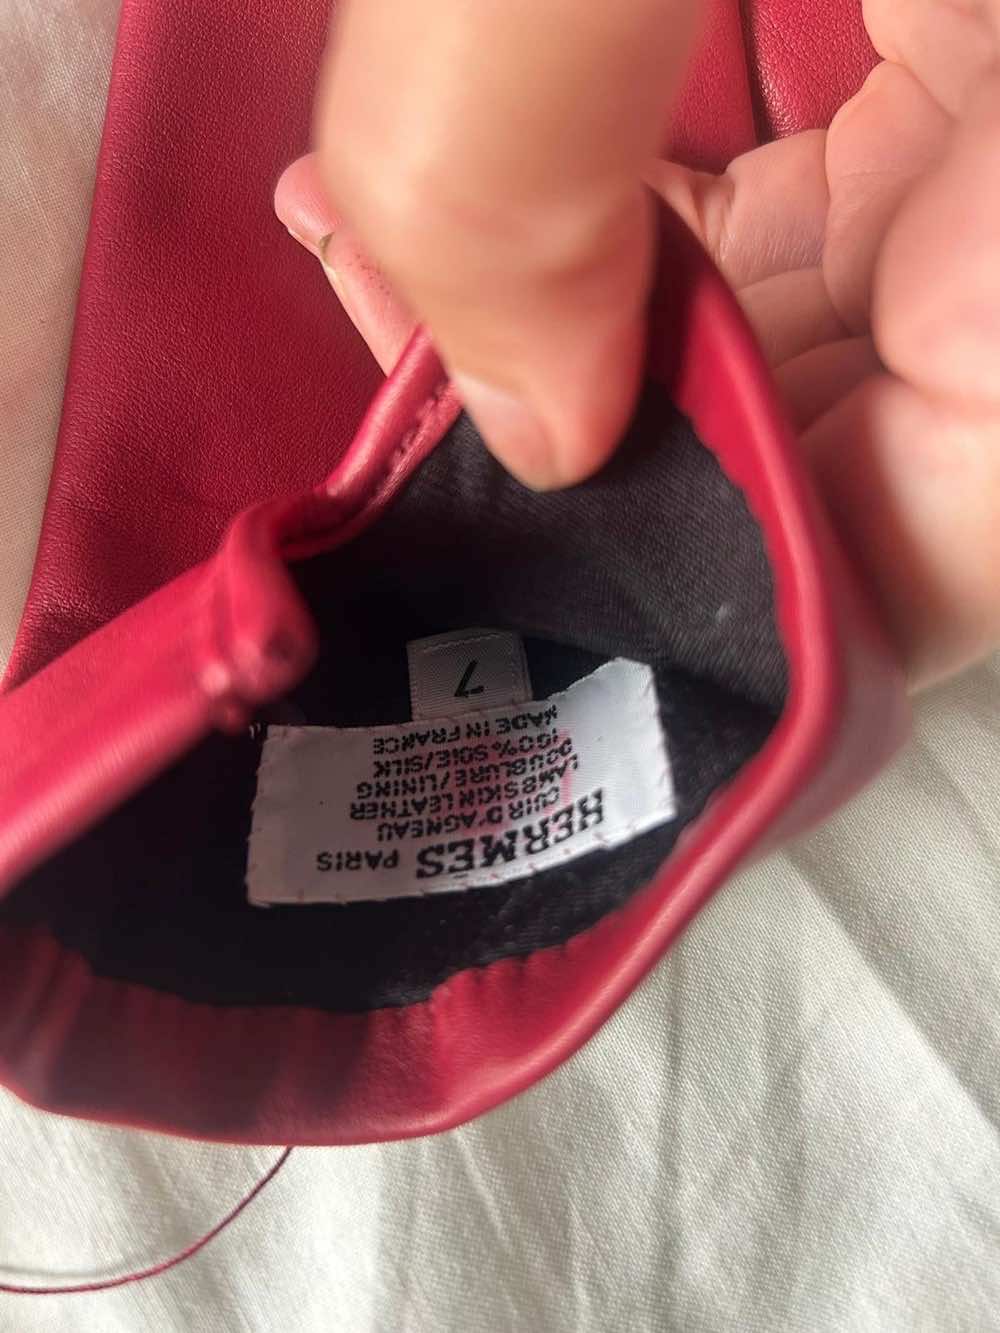 HERMES PARIS
CUIR D'AGNEAU
LAMBSKIN LEATHER
DOUBLURE/LINING
100% SOIE/SILK
MADE IN FRANCE
7